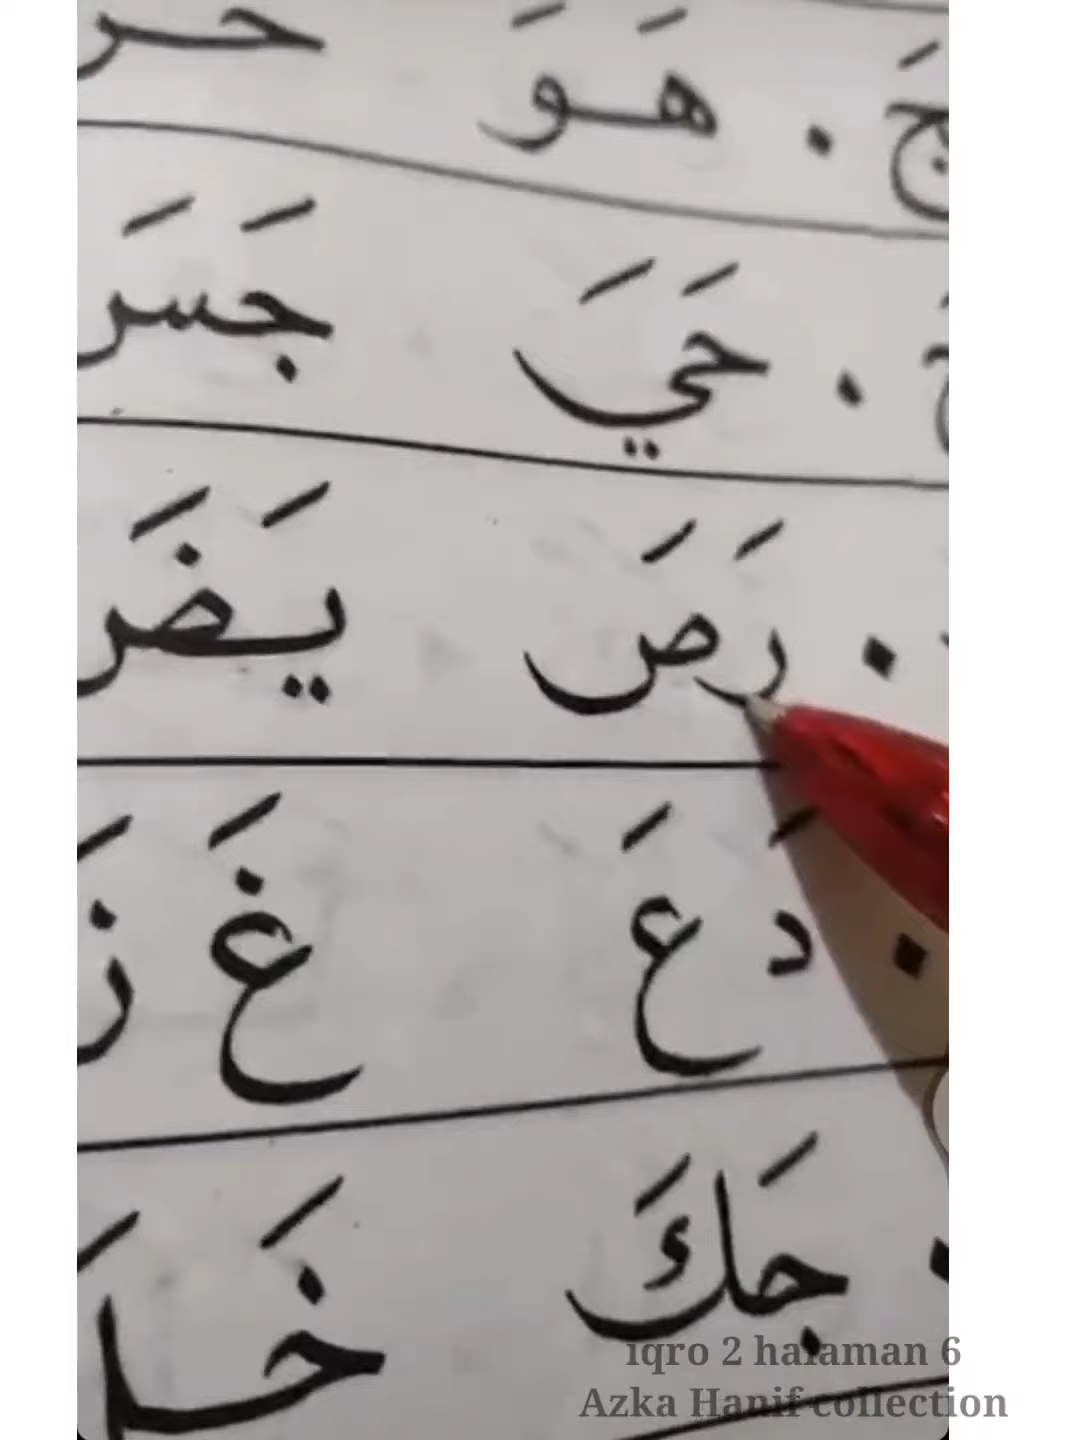 جَ . هَوَ
. حَيَ جَسَر
. رَصَ يَضَر
. دَعَ غَ زَ
. جَكَ خَلَ
iqro 2 halaman 6
Azka Hanif collection